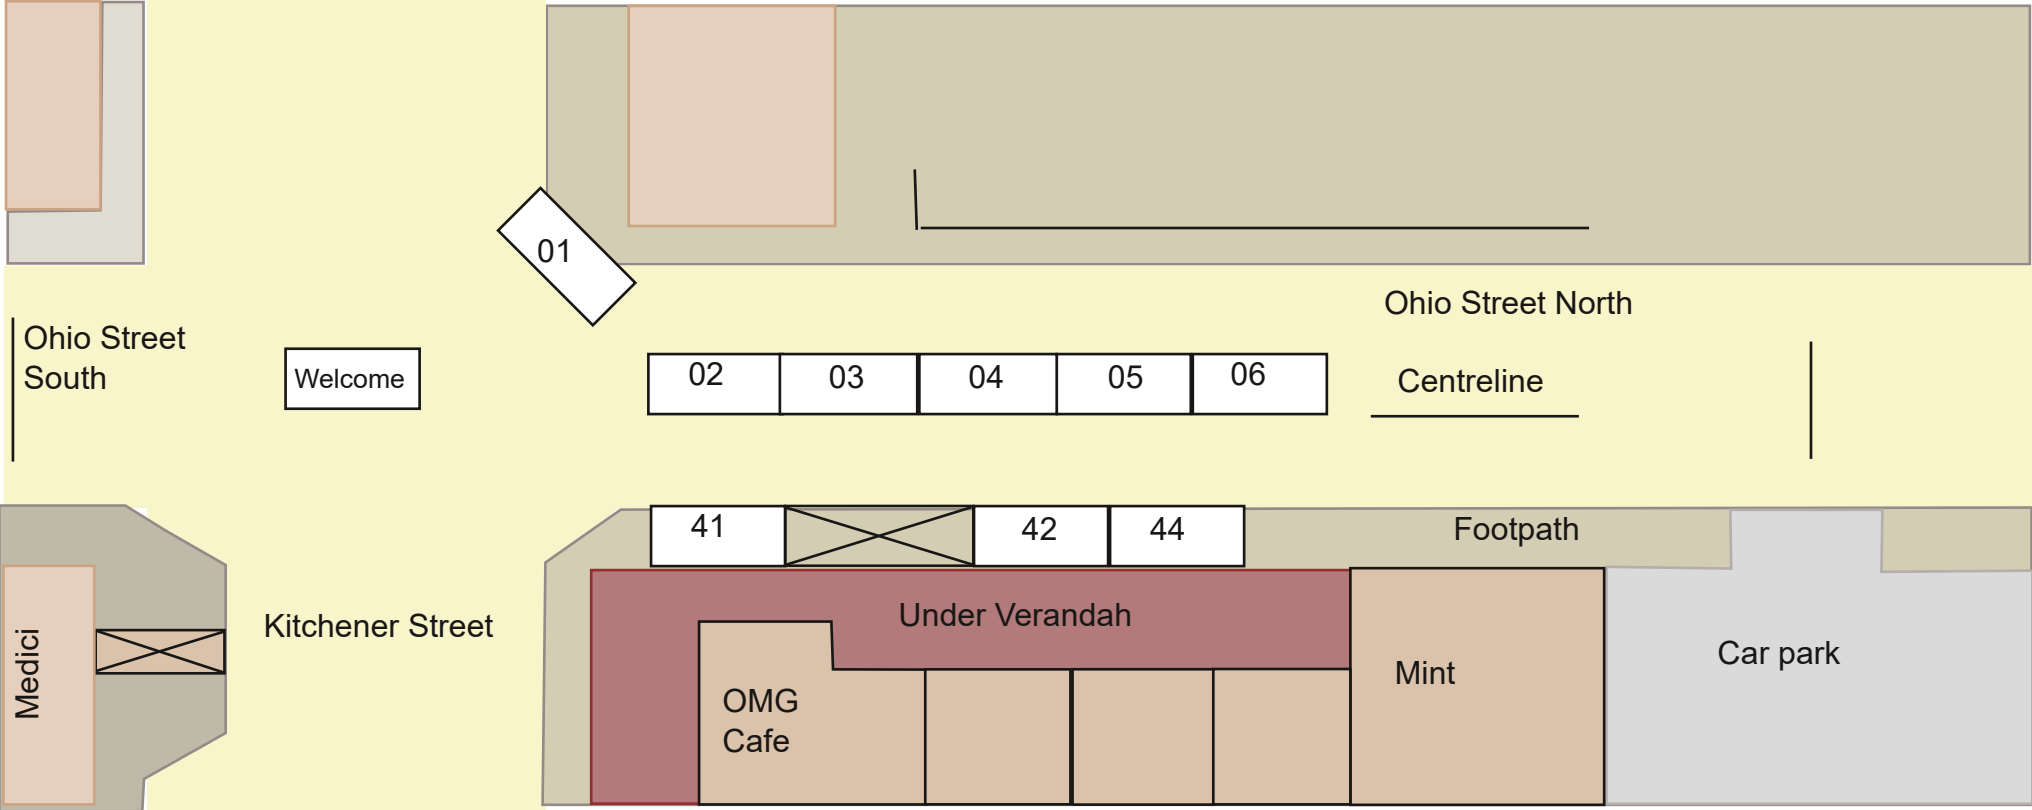 01
Ohio Street North
Ohio Street
South
Welcome
02
03
04
05
06
Centreline
41
42
44
Footpath
Under Verandah
Kitchener Street
Medici
OMG
Cafe
Mint
Car park